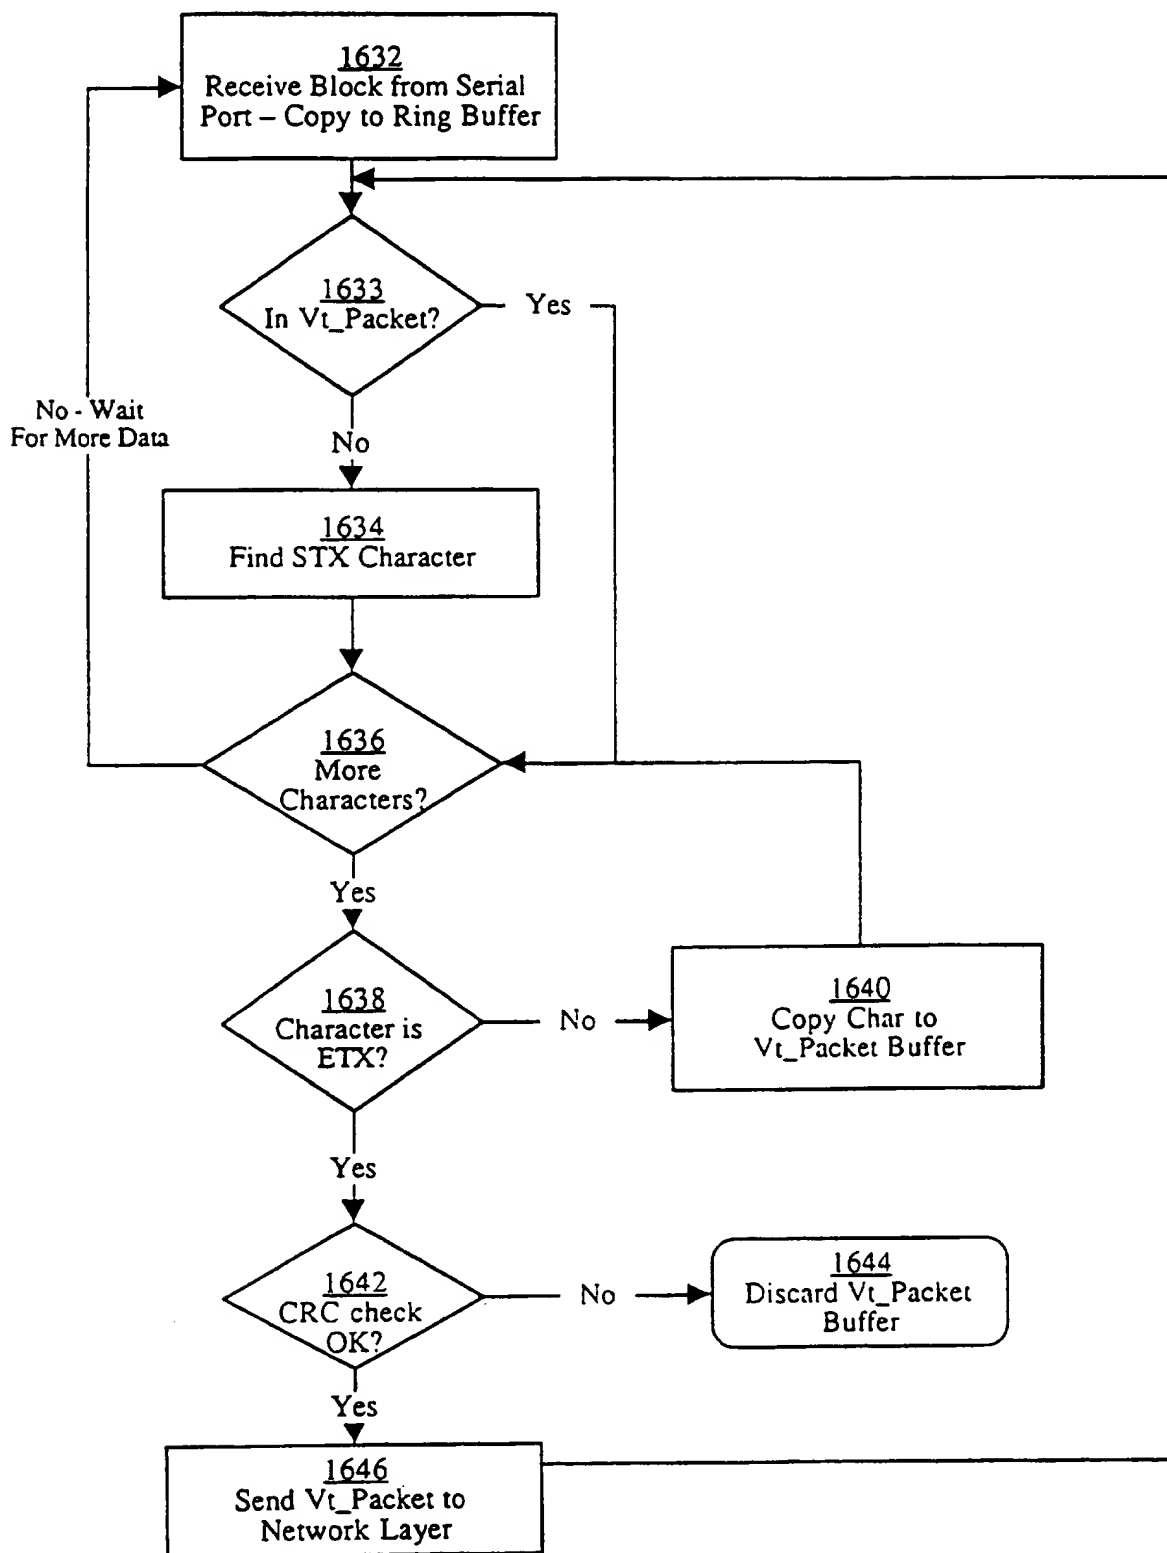 1632
Receive Block from Serial
Port – Copy to Ring Buffer
1633
In Vt_Packet?
Yes
No - Wait
For More Data
No
1634
Find STX Character
1636
More
Characters?
Yes
1638
Character is
ETX?
No
1640
Copy Char to
Vt_Packet Buffer
Yes
1642
CRC check
OK?
No
1644
Discard Vt_Packet
Buffer
Yes
1646
Send Vt_Packet to
Network Layer